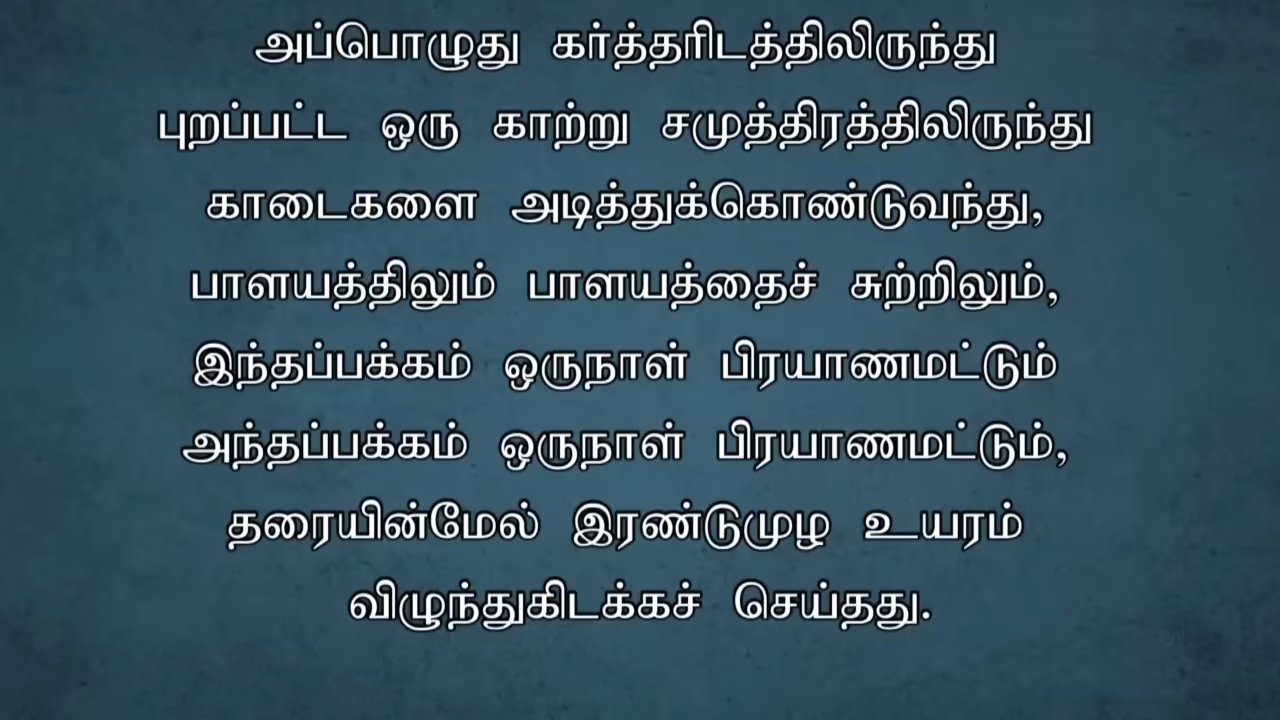 அப்பொழுது கர்த்தரிடத்திலிருந்து
புறப்பட்ட ஒரு காற்று சமுத்திரத்திலிருந்து
காடைகளை அடித்துக்கொண்டுவந்து,
பாளயத்திலும் பாளயத்தைச் சுற்றிலும்,
இந்தப்பக்கம் ஒருநாள் பிரயாணமட்டும்
அந்தப்பக்கம் ஒருநாள் பிரயாணமட்டும்,
தரையின்மேல் இரண்டுமுழ உயரம்
விழுந்துகிடக்கச் செய்தது.